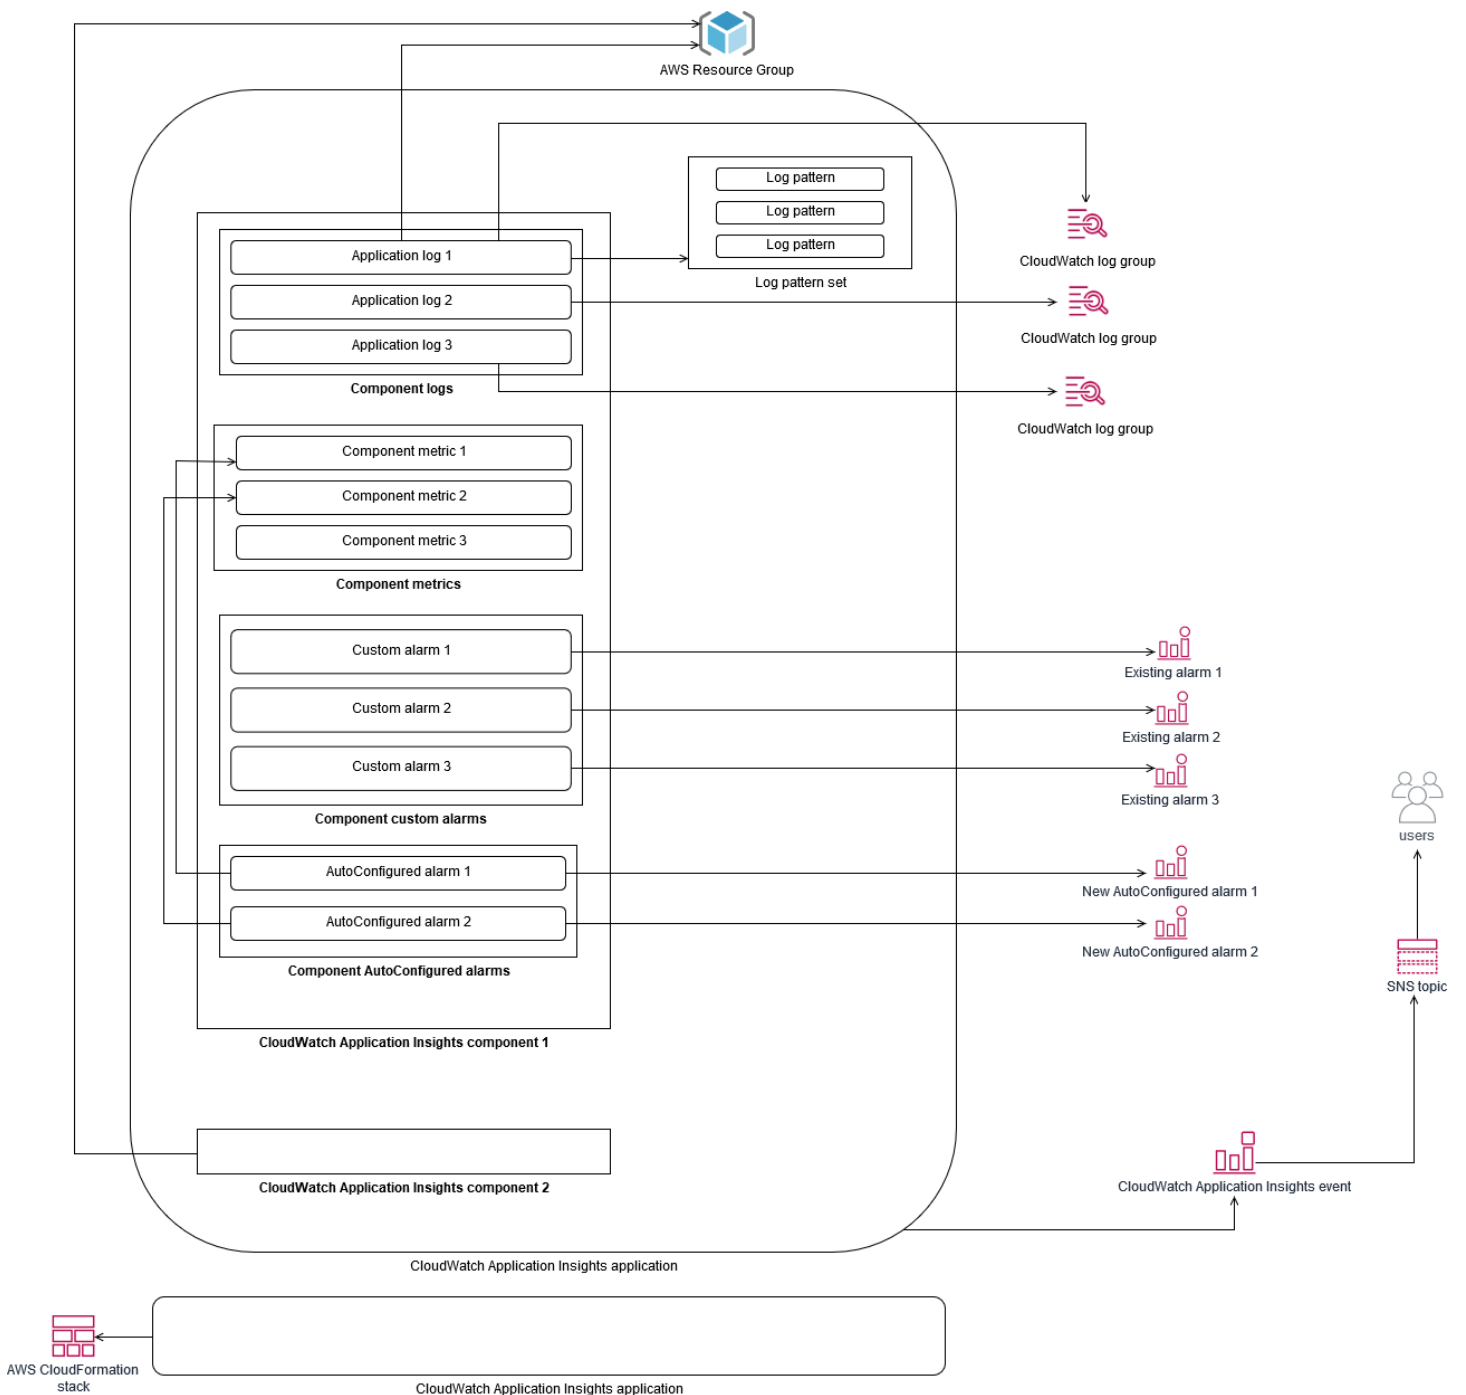 AWS Resource Group
Log pattern
Log pattern
Log pattern
Log pattern set
Application log 1
Application log 2
Application log 3
Component logs
CloudWatch log group
CloudWatch log group
CloudWatch log group
Component metric 1
Component metric 2
Component metric 3
Component metrics
Custom alarm 1
Custom alarm 2
Custom alarm 3
Component custom alarms
Existing alarm 1
Existing alarm 2
Existing alarm 3
users
AutoConfigured alarm 1
AutoConfigured alarm 2
Component AutoConfigured alarms
New AutoConfigured alarm 1
New AutoConfigured alarm 2
SNS topic
CloudWatch Application Insights component 1
CloudWatch Application Insights component 2
CloudWatch Application Insights event
CloudWatch Application Insights application
AWS CloudFormation
stack
CloudWatch Application Insights application